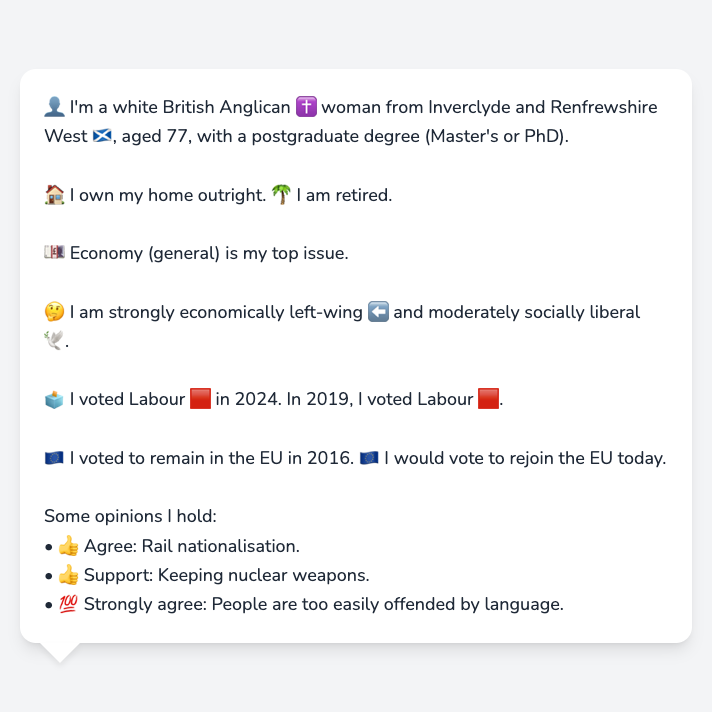 👤 I'm a white British Anglican ✝️ woman from Inverclyde and Renfrewshire
West 🏴󠁧󠁢󠁳󠁣󠁴󠁿, aged 77, with a postgraduate degree (Master's or PhD).
🏠 I own my home outright. 🌴 I am retired.
💷 Economy (general) is my top issue.
🤔 I am strongly economically left-wing ⬅️ and moderately socially liberal
🕊️.
🗳️ I voted Labour 🟥 in 2024. In 2019, I voted Labour 🟥.
🇪🇺 I voted to remain in the EU in 2016. 🇪🇺 I would vote to rejoin the EU today.
Some opinions I hold:
• 👍 Agree: Rail nationalisation.
• 👍 Support: Keeping nuclear weapons.
• 💯 Strongly agree: People are too easily offended by language.